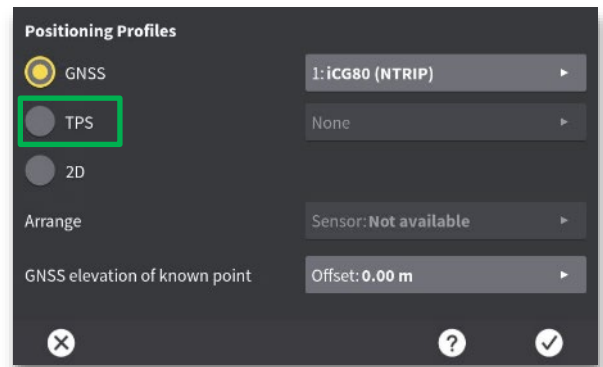 Positioning Profiles
GNSS
1: iCG80 (NTRIP)
TPS
None
2D
Arrange
Sensor: Not available
GNSS elevation of known point
Offset: 0.00 m
?